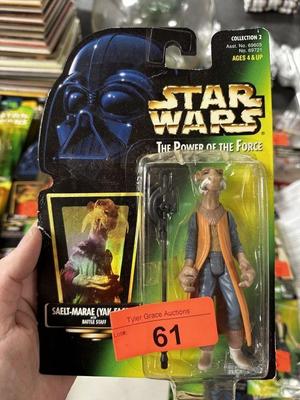 COLLECTION 2
Asst. No. 69605
No. 69721
AGES 4 & UP
STAR
WARS
THE POWER OF THE FORCE
SAELT-MARAE (YAK
BATTLE STAFF
Tyler Grace Auctions
61